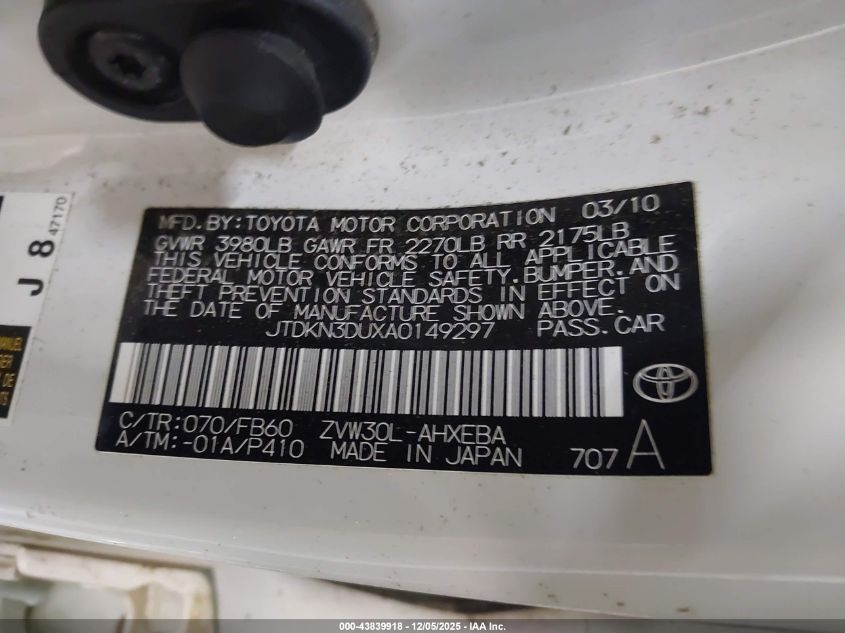 MFD. BY: TOYOTA MOTOR CORPORATION 03/10
GVWR 3980LB GAWR FR 2270LB RR 2175LB
THIS VEHICLE CONFORMS TO ALL APPLICABLE
FEDERAL MOTOR VEHICLE SAFETY, BUMPER, AND
THEFT PREVENTION STANDARDS IN EFFECT ON
THE DATE OF MANUFACTURE SHOWN ABOVE.
JTDKN3DUXA0149297 PASS. CAR
C/TR: 070/FB60 ZVW30L-AHXEBA
A/TM: -01A/P410 MADE IN JAPAN 707 A
J 8 47170
000-43839918 - 12/05/2025 - IAA Inc.